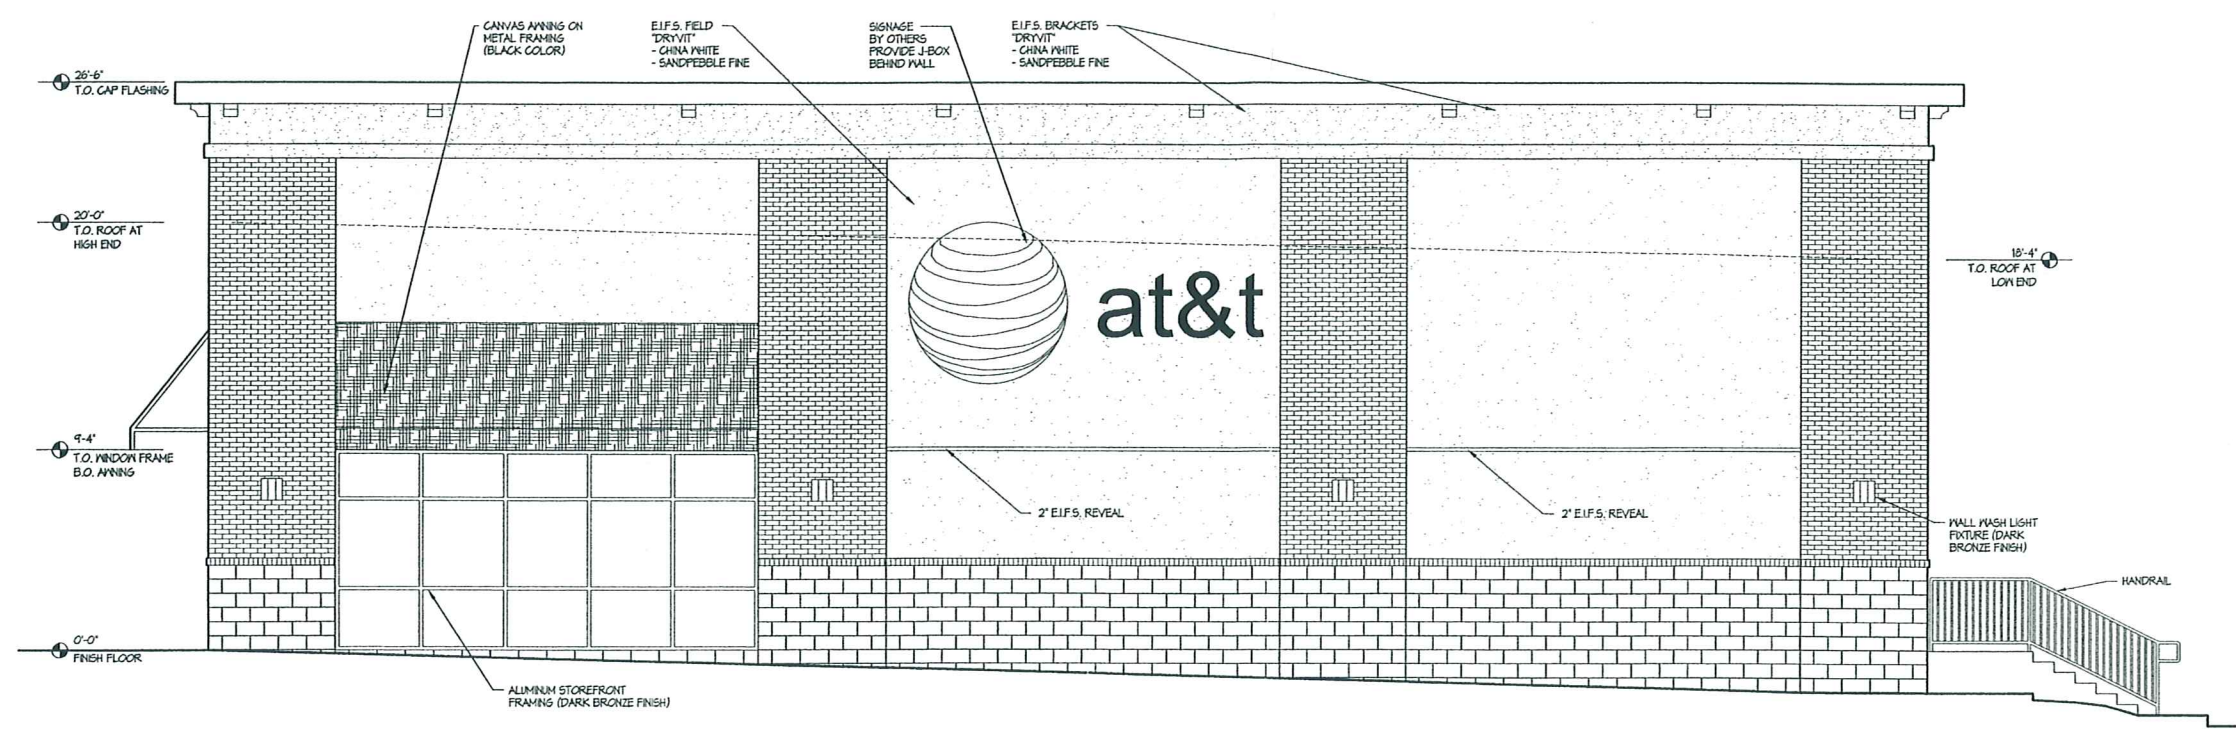 CANVAS AWNING ON
METAL FRAMING
(BLACK COLOR)
E.I.F.S. FIELD
"DRYVIT"
- CHINA WHITE
- SANDPEBBLE FINE
SIGNAGE
BY OTHERS
PROVIDE J-BOX
BEHIND WALL
E.I.F.S. BRACKETS
"DRYVIT"
- CHINA WHITE
- SANDPEBBLE FINE
26'-6"
T.O. CAP FLASHING
20'-0"
T.O. ROOF AT
HIGH END
18'-4"
T.O. ROOF AT
LOW END
at&t
9'-4"
T.O. WINDOW FRAME
B.O. AWNING
2" E.I.F.S. REVEAL
2" E.I.F.S. REVEAL
WALL WASH LIGHT
FIXTURE (DARK
BRONZE FINISH)
HANDRAIL
0'-0"
FINISH FLOOR
ALUMINUM STOREFRONT
FRAMING (DARK BRONZE FINISH)